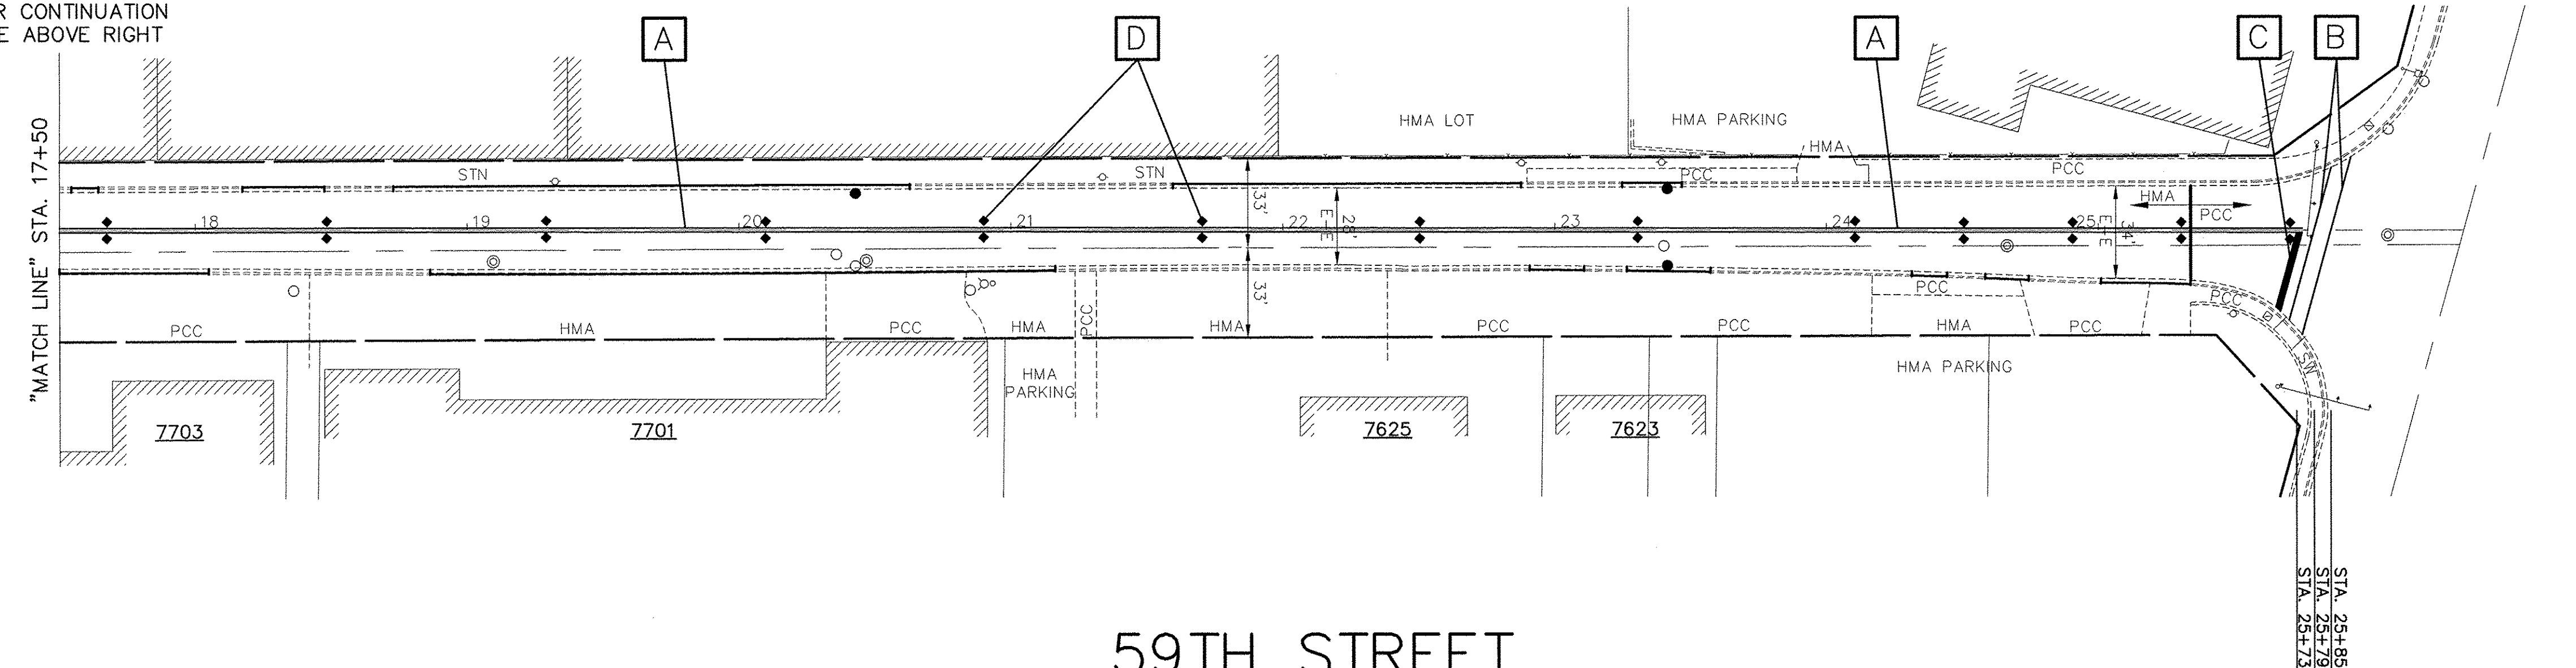 R CONTINUATION
E ABOVE RIGHT
A
D
A
C
B
"MATCH LINE" STA. 17+50
HMA LOT
HMA PARKING
HMA
STN
STN
PCC
PCC
HMA
PCC
18
19
20
21
22
23
24
25
33'
28'
E-E
34'
E-E
33'
PCC
HMA
PCC
HMA
PCC
HMA
PCC
PCC
PCC
HMA
PCC
PCC
SW
HMA
PARKING
HMA PARKING
7703
7701
7625
7623
STA. 25+73
STA. 25+79
STA. 25+85
59TH STREET